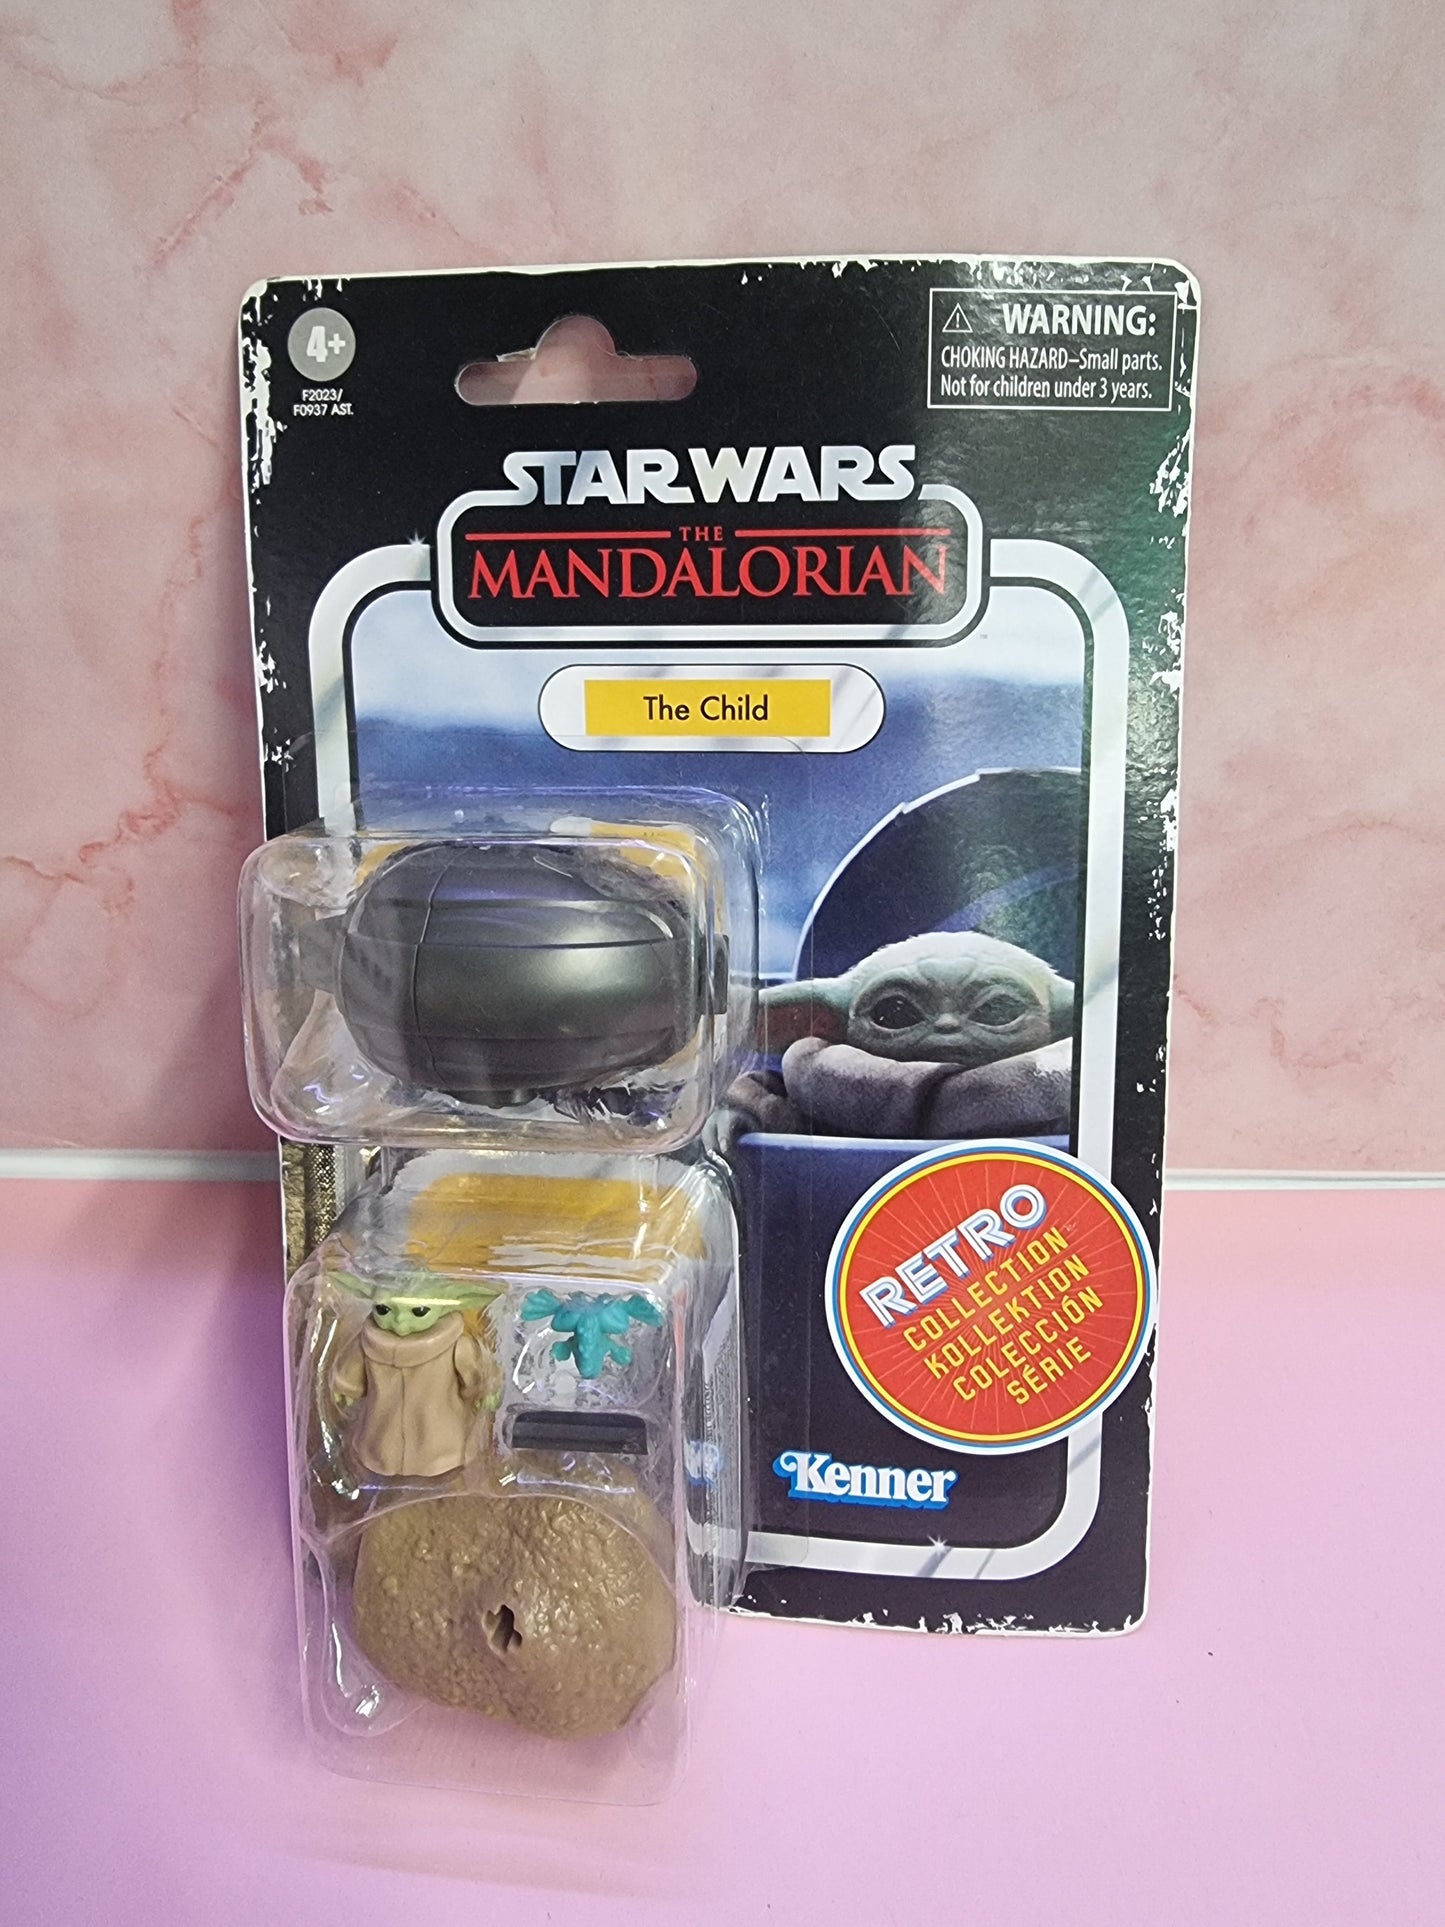 4+
F2023/
F0937 AST.
WARNING:
CHOKING HAZARD–Small parts.
Not for children under 3 years.
STAR WARS
THE
MANDALORIAN
™
The Child
RETRO
COLLECTION
KOLLEKTION
COLECCIÓN
SÉRIE
Kenner